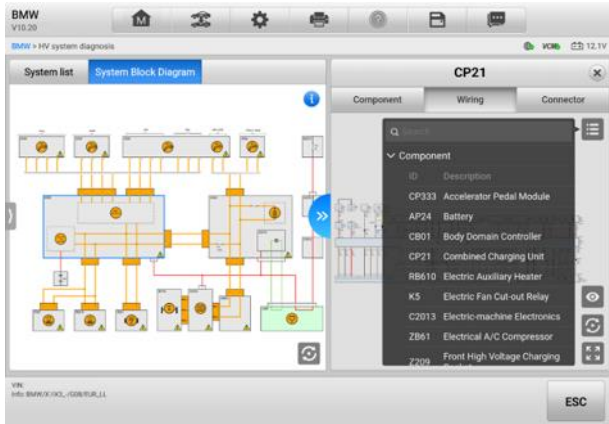 BMW
V10.20
BMW > HV system diagnosis
VCMI
12.1V
System list
System Block Diagram
CP21
Component
Wiring
Connector
Search
Component
ID Description
CP333 Accelerator Pedal Module
AP24 Battery
CB01 Body Domain Controller
CP21 Combined Charging Unit
RB610 Electric Auxiliary Heater
K5 Electric Fan Cut-out Relay
C2013 Electric-machine Electronics
ZB61 Electrical A/C Compressor
Z209 Front High Voltage Charging
VIN:
ESC